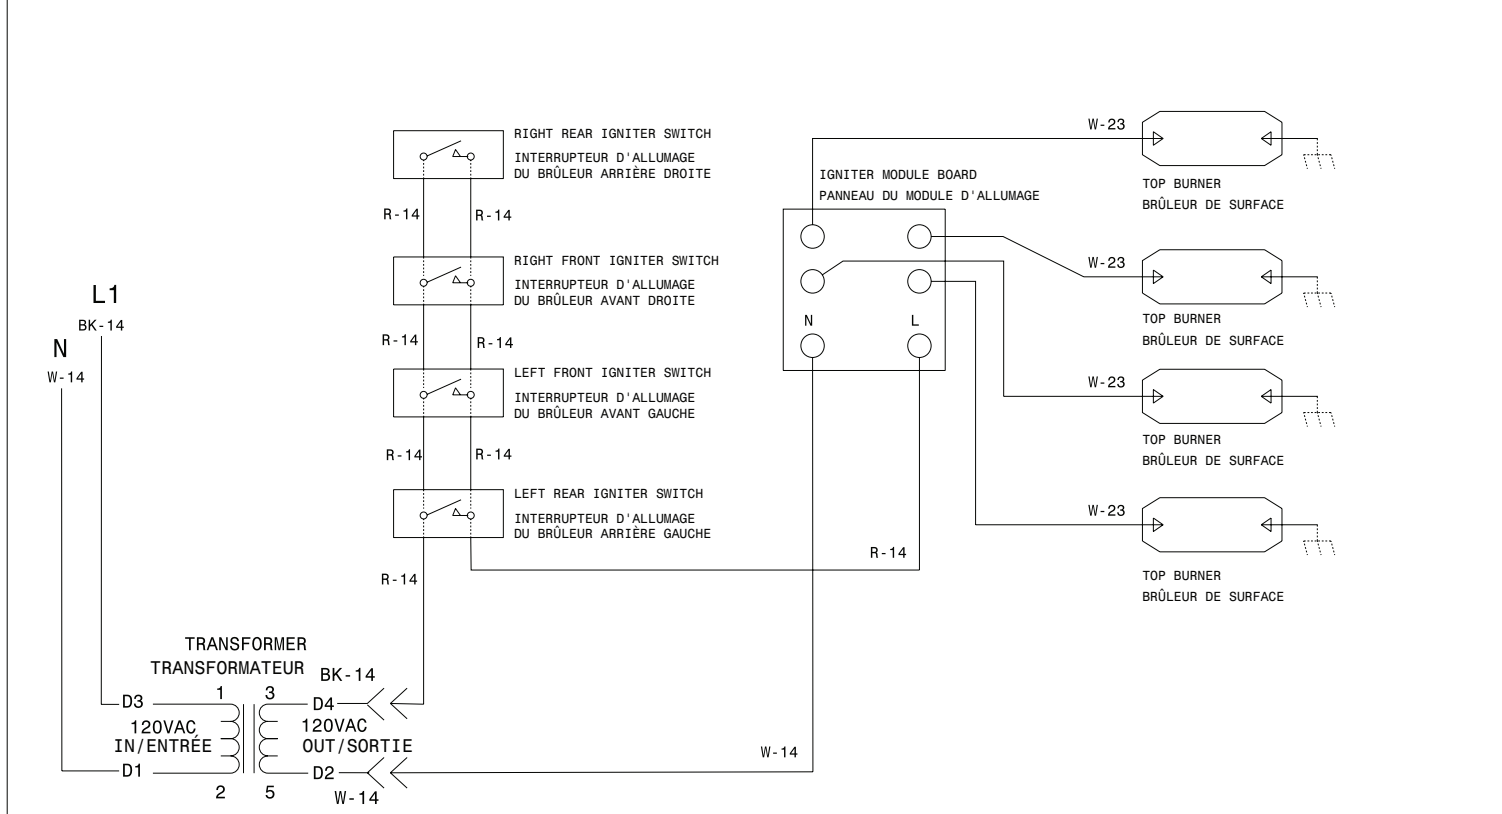 RIGHT REAR IGNITER SWITCH
INTERRUPTEUR D'ALLUMAGE
DU BRÛLEUR ARRIÈRE DROITE
R-14
R-14
RIGHT FRONT IGNITER SWITCH
INTERRUPTEUR D'ALLUMAGE
DU BRÛLEUR AVANT DROITE
R-14
R-14
LEFT FRONT IGNITER SWITCH
INTERRUPTEUR D'ALLUMAGE
DU BRÛLEUR AVANT GAUCHE
R-14
R-14
LEFT REAR IGNITER SWITCH
INTERRUPTEUR D'ALLUMAGE
DU BRÛLEUR ARRIÈRE GAUCHE
R-14
R-14
L1
BK-14
N
W-14
TRANSFORMER
TRANSFORMATEUR
BK-14
1
3
D3
D4
120VAC
IN/ENTRÉE
120VAC
OUT/SORTIE
D1
D2
2
5
W-14
W-14
IGNITER MODULE BOARD
PANNEAU DU MODULE D'ALLUMAGE
N
L
W-23
TOP BURNER
BRÛLEUR DE SURFACE
W-23
TOP BURNER
BRÛLEUR DE SURFACE
W-23
TOP BURNER
BRÛLEUR DE SURFACE
W-23
TOP BURNER
BRÛLEUR DE SURFACE